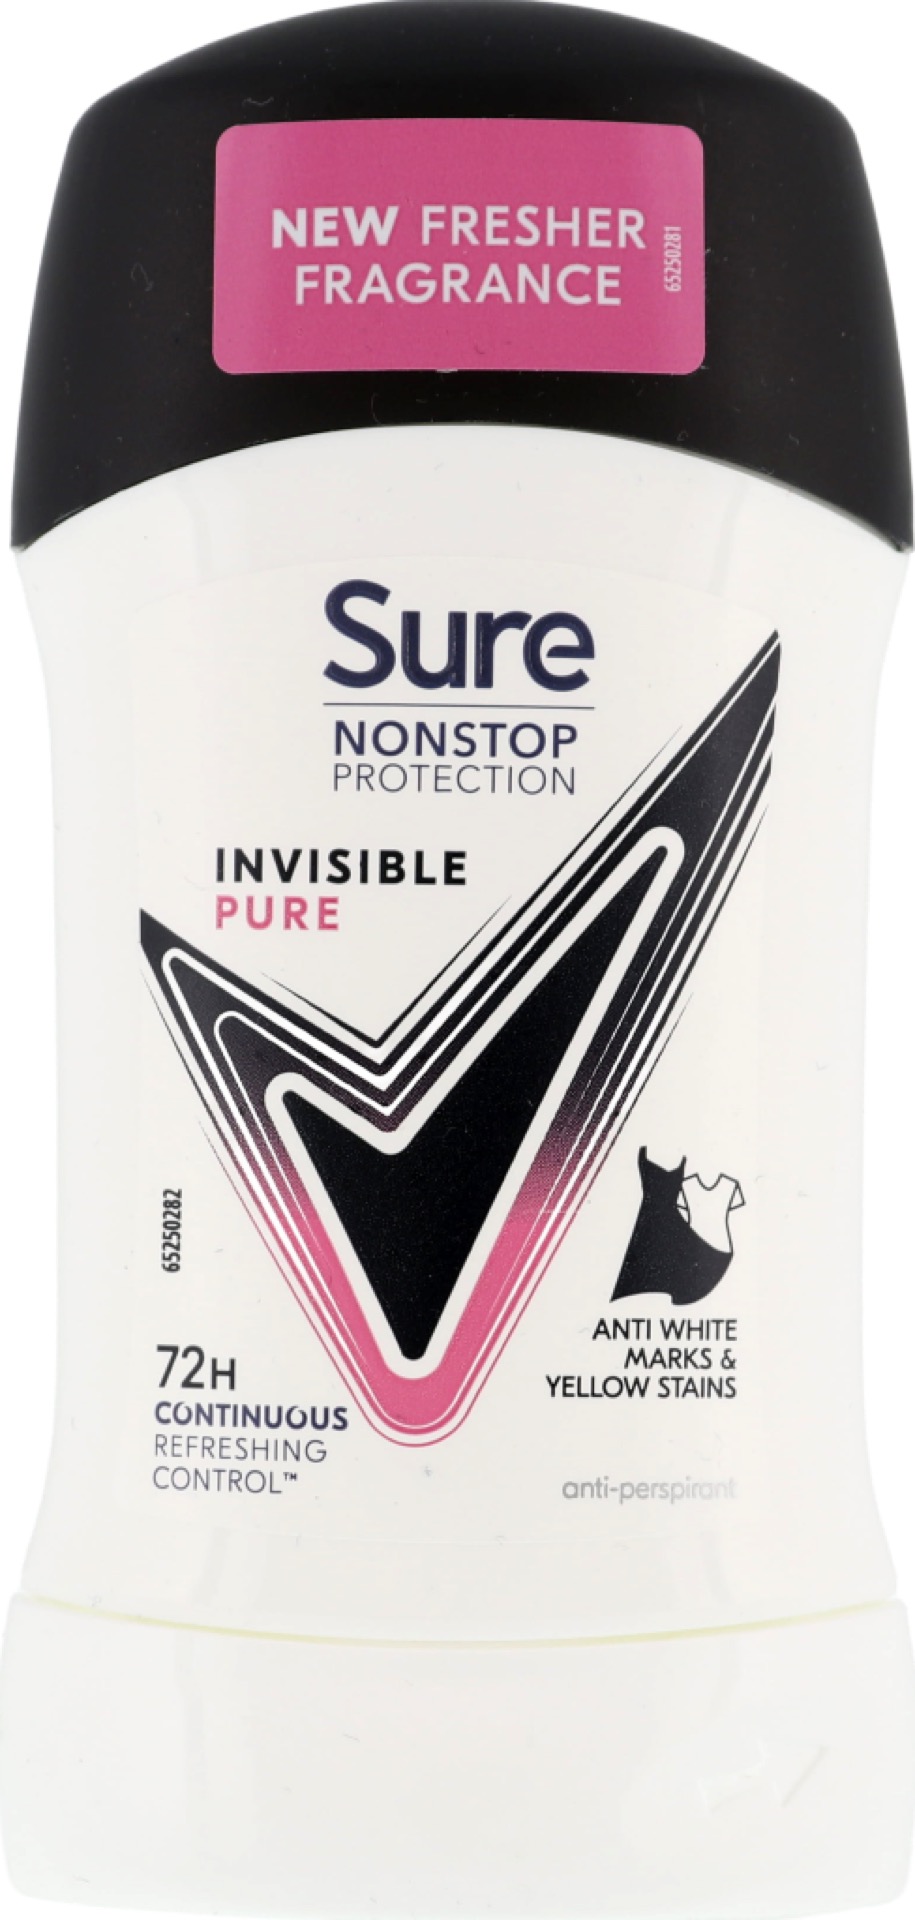 NEW FRESHER
FRAGRANCE
65250281
Sure
NONSTOP
PROTECTION
INVISIBLE
PURE
65250282
72H
CONTINUOUS
REFRESHING
CONTROL™
ANTI WHITE
MARKS &
YELLOW STAINS
anti-perspirant